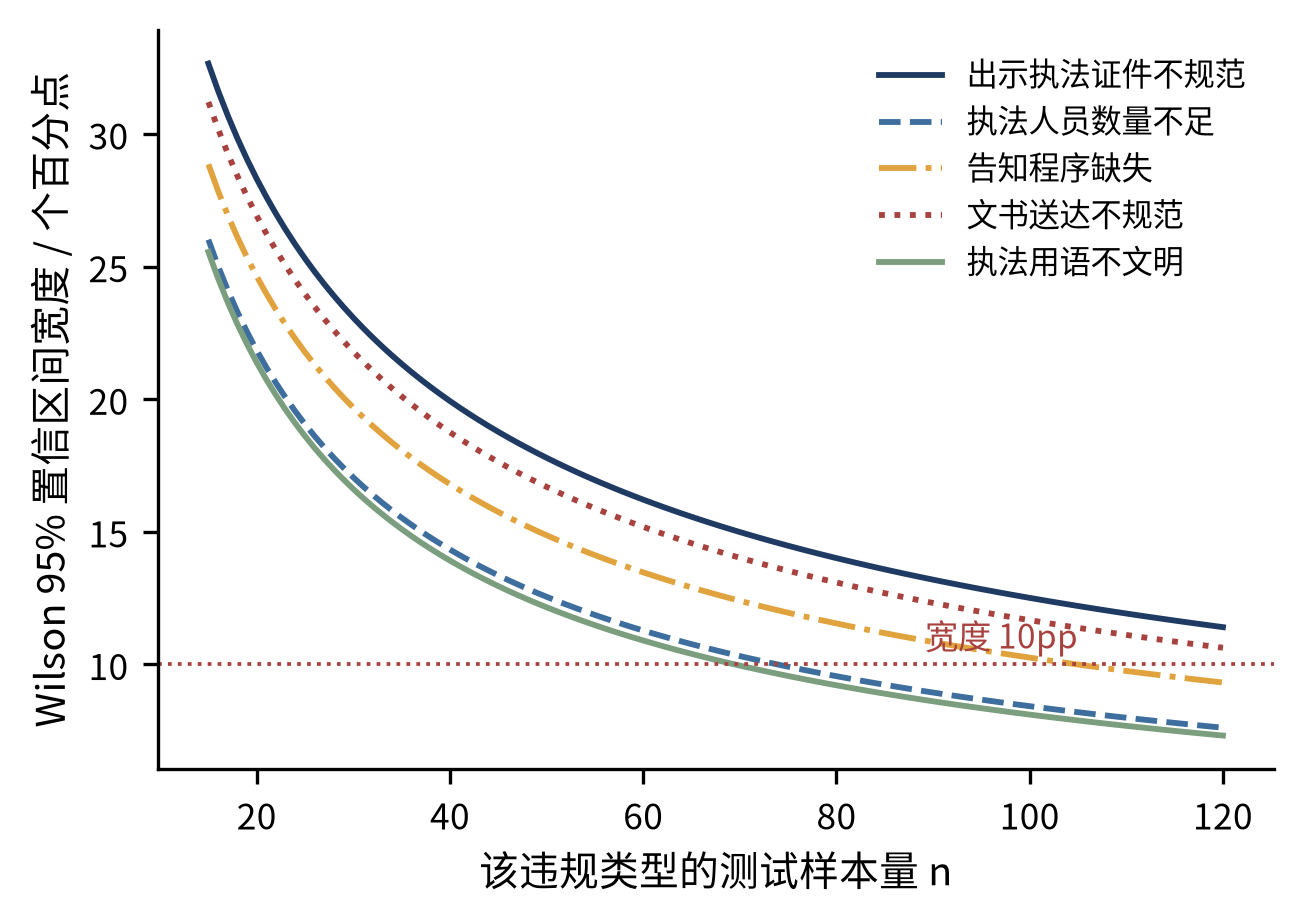 Wilson 95% 置信区间宽度 / 个百分点
30
25
20
15
10
出示执法证件不规范
执法人员数量不足
告知程序缺失
文书送达不规范
执法用语不文明
宽度 10pp
20 40 60 80 100 120
该违规类型的测试样本量 n